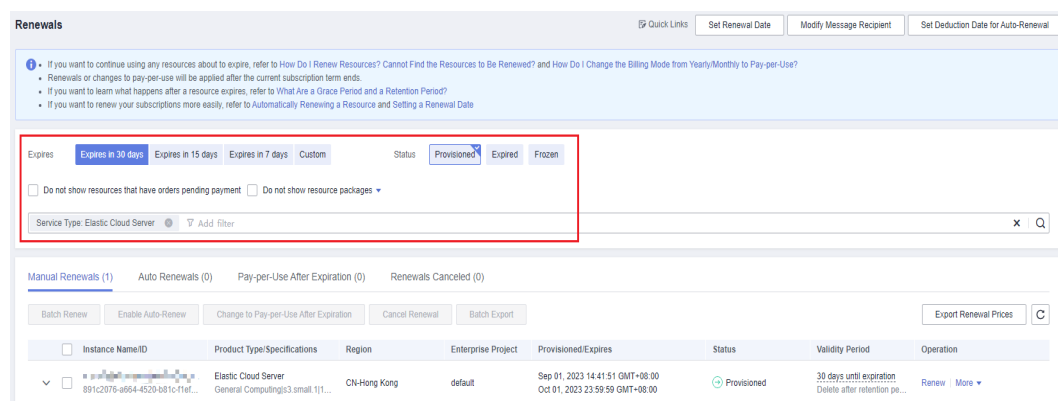 Renewals
Quick Links
Set Renewal Date
Modify Message Recipient
Set Deduction Date for Auto-Renewal
• If you want to continue using any resources about to expire, refer to How Do I Renew Resources? Cannot Find the Resources to Be Renewed? and How Do I Change the Billing Mode from Yearly/Monthly to Pay-per-Use?
• Renewals or changes to pay-per-use will be applied after the current subscription term ends.
• If you want to learn what happens after a resource expires, refer to What Are a Grace Period and a Retention Period?
• If you want to renew your subscriptions more easily, refer to Automatically Renewing a Resource and Setting a Renewal Date
Expires Expires in 30 days Expires in 15 days Expires in 7 days Custom Status Provisioned Expired Frozen
Do not show resources that have orders pending payment Do not show resource packages
Service Type: Elastic Cloud Server Add filter
Manual Renewals (1) Auto Renewals (0) Pay-per-Use After Expiration (0) Renewals Canceled (0)
Batch Renew Enable Auto-Renew Change to Pay-per-Use After Expiration Cancel Renewal Batch Export Export Renewal Prices
Instance Name/ID Product Type/Specifications Region Enterprise Project Provisioned/Expires Status Validity Period Operation
Elastic Cloud Server Sep 01, 2023 14:41:51 GMT+08:00 30 days until expiration
CN-Hong Kong default Provisioned Renew More
891c2076-a664-4520-b81c-f1ef... General Computing|s3.small.1|1... Oct 01, 2023 23:59:59 GMT+08:00 Delete after retention pe...